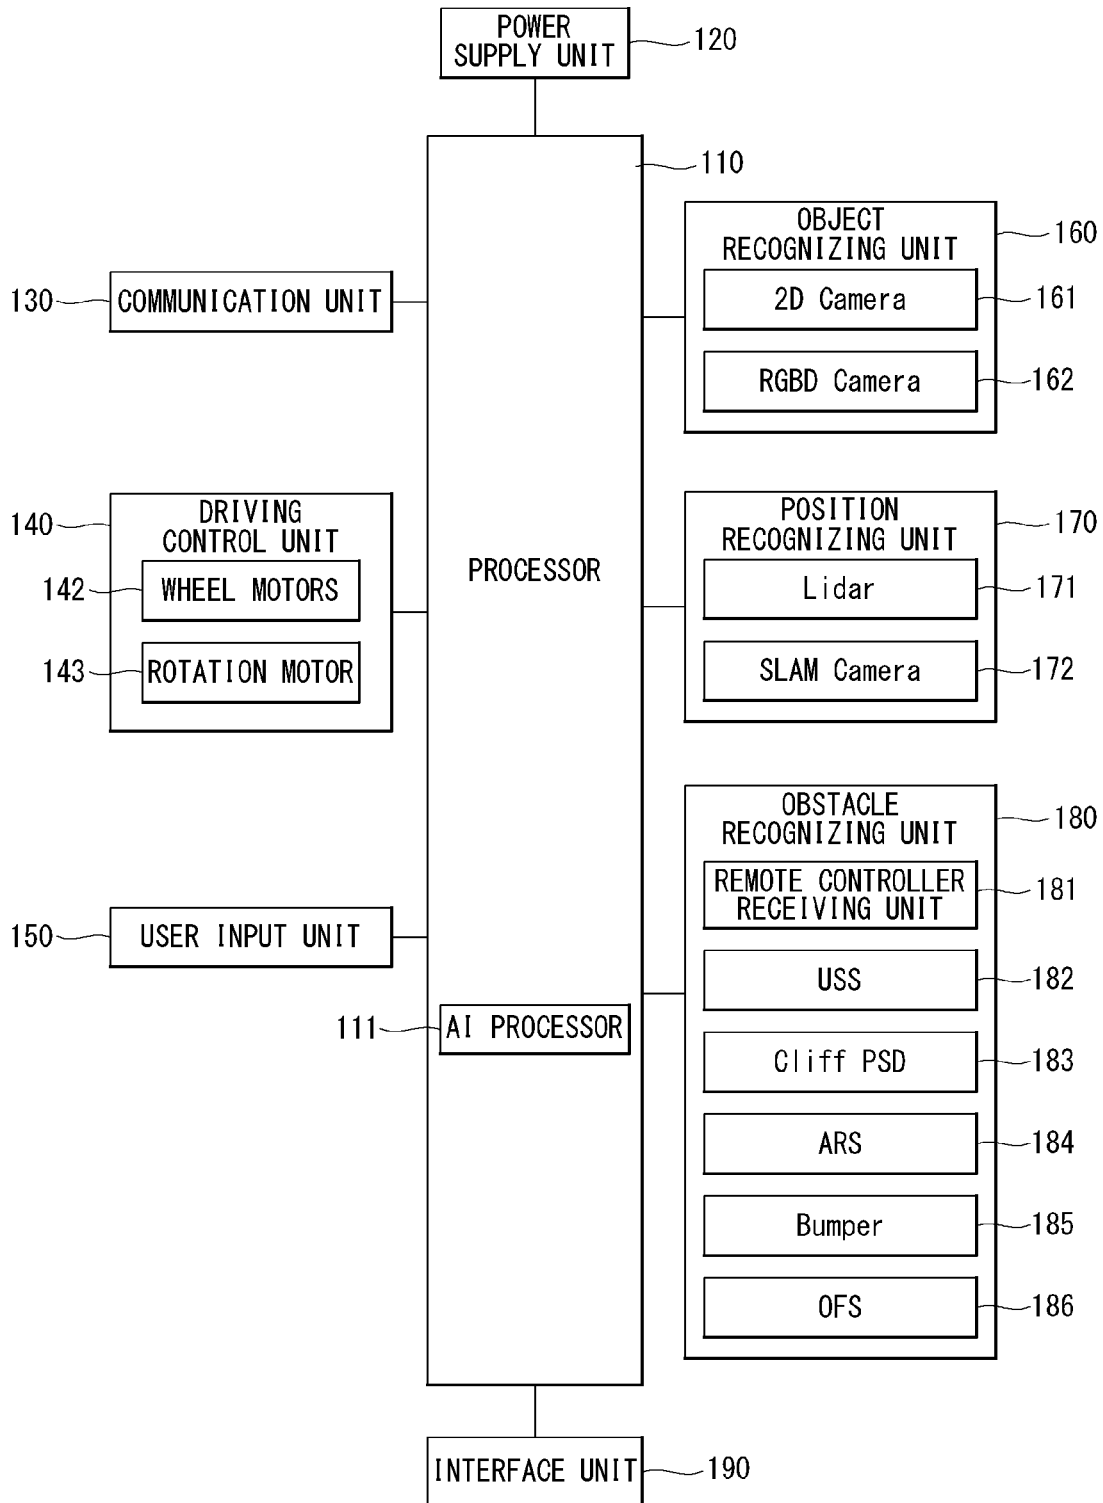 POWER
SUPPLY UNIT
120
110
OBJECT
RECOGNIZING UNIT
160
2D Camera
161
RGBD Camera
162
130
COMMUNICATION UNIT
140
DRIVING
CONTROL UNIT
142
WHEEL MOTORS
143
ROTATION MOTOR
PROCESSOR
POSITION
RECOGNIZING UNIT
170
Lidar
171
SLAM Camera
172
150
USER INPUT UNIT
111
AI PROCESSOR
OBSTACLE
RECOGNIZING UNIT
180
REMOTE CONTROLLER
RECEIVING UNIT
181
USS
182
Cliff PSD
183
ARS
184
Bumper
185
OFS
186
INTERFACE UNIT
190